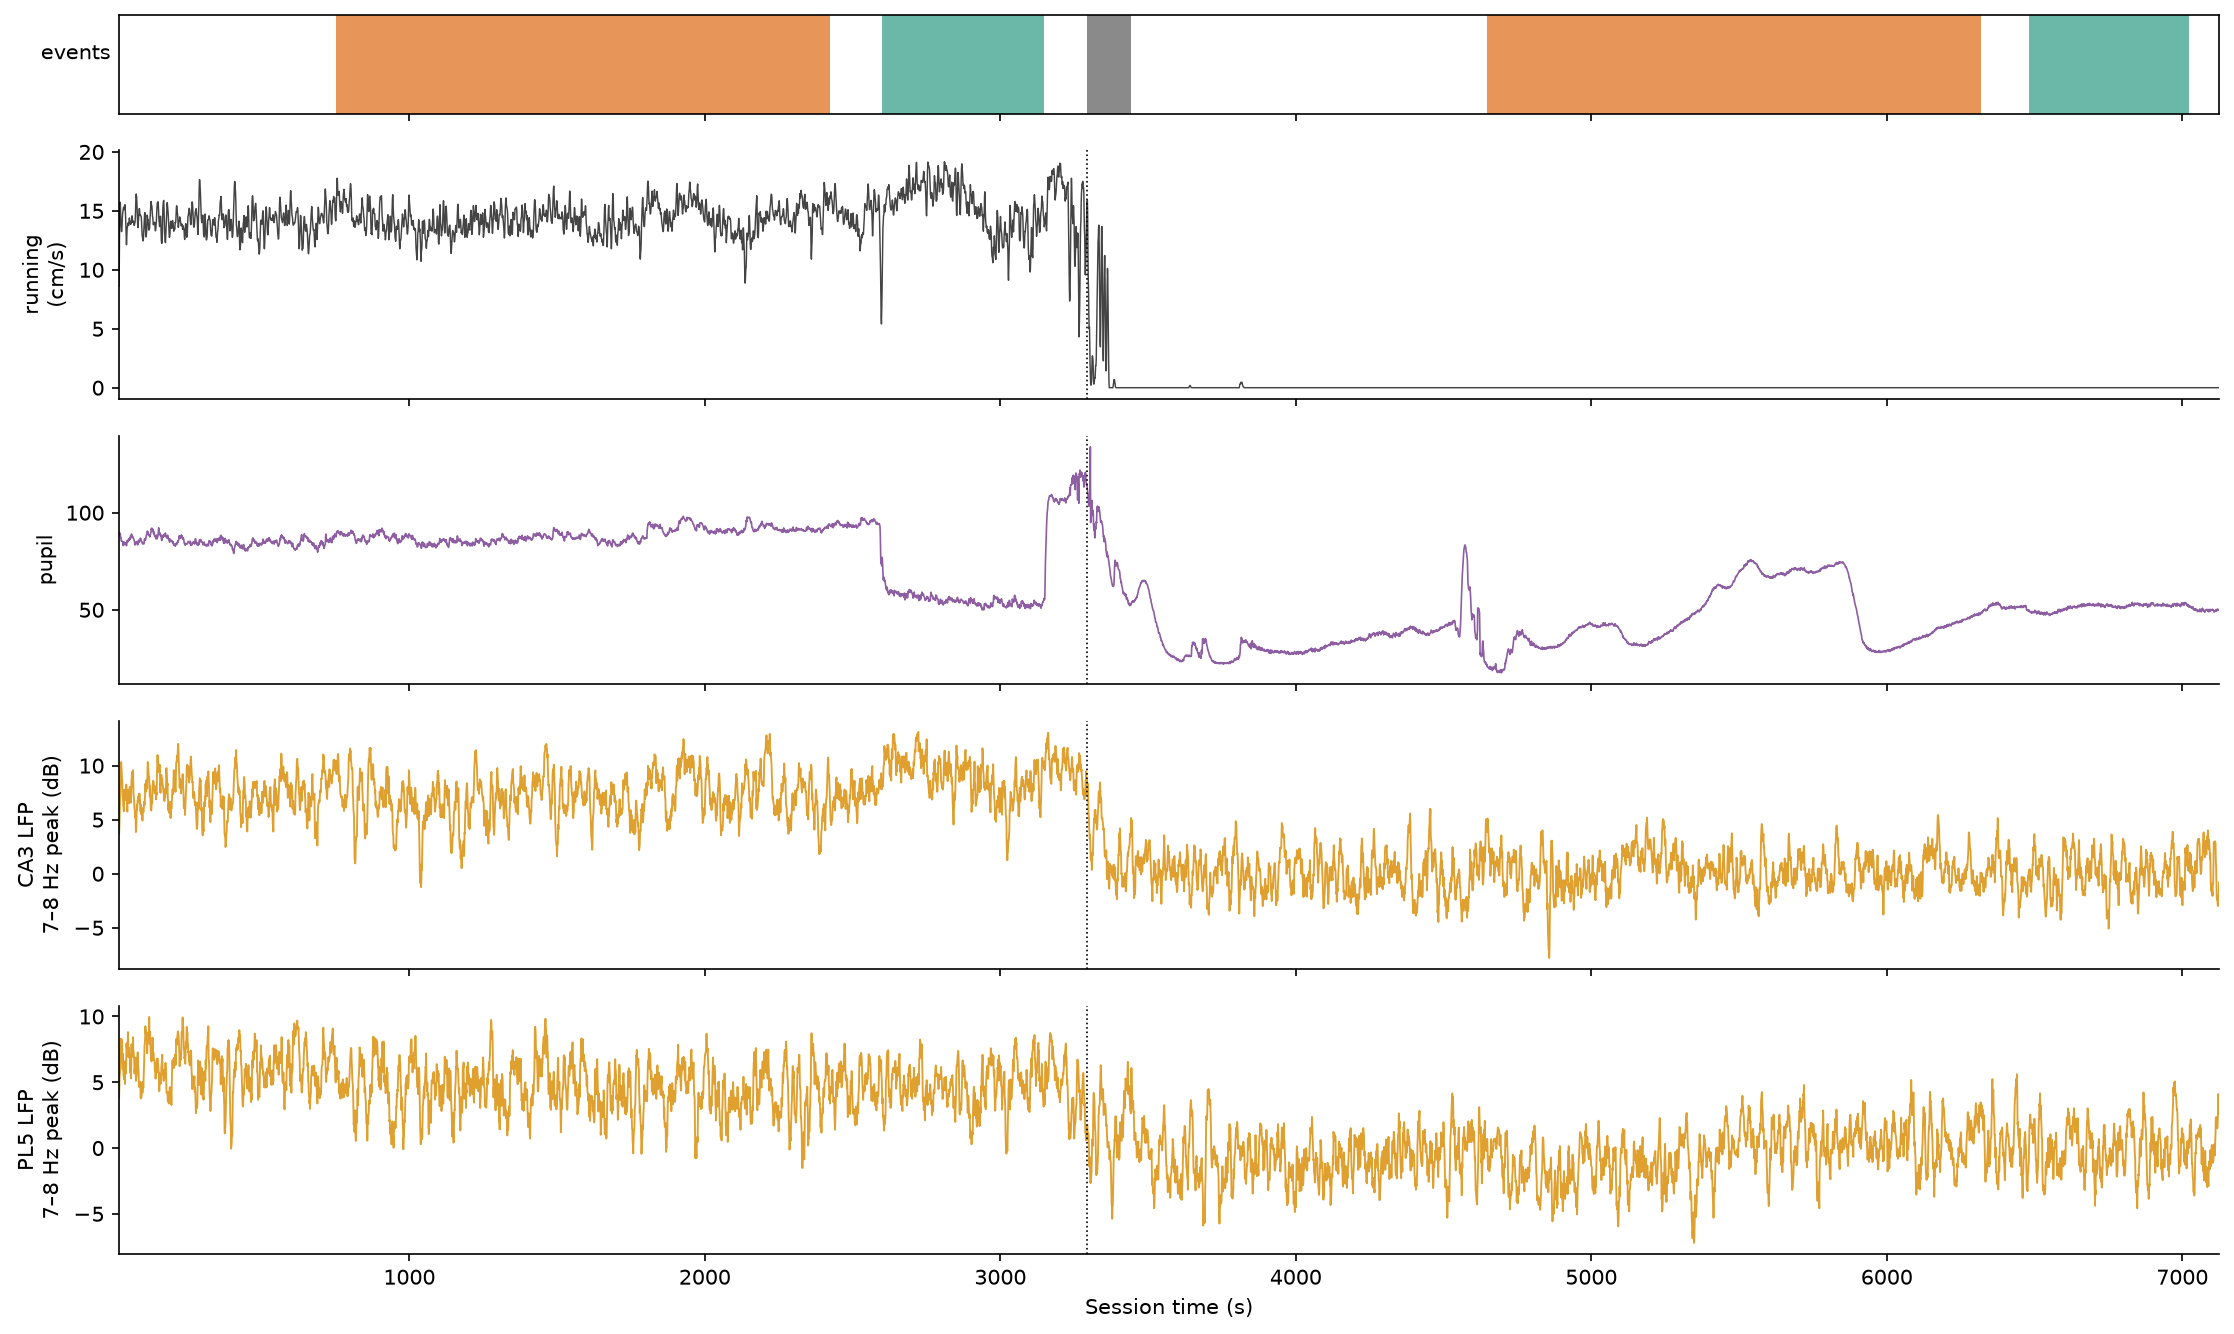 events
20
15
10
5
0
running
(cm/s)
100
50
pupil
10
5
0
−5
CA3 LFP
7–8 Hz peak (dB)
10
5
0
−5
PL5 LFP
7–8 Hz peak (dB)
1000 2000 3000 4000 5000 6000 7000
Session time (s)